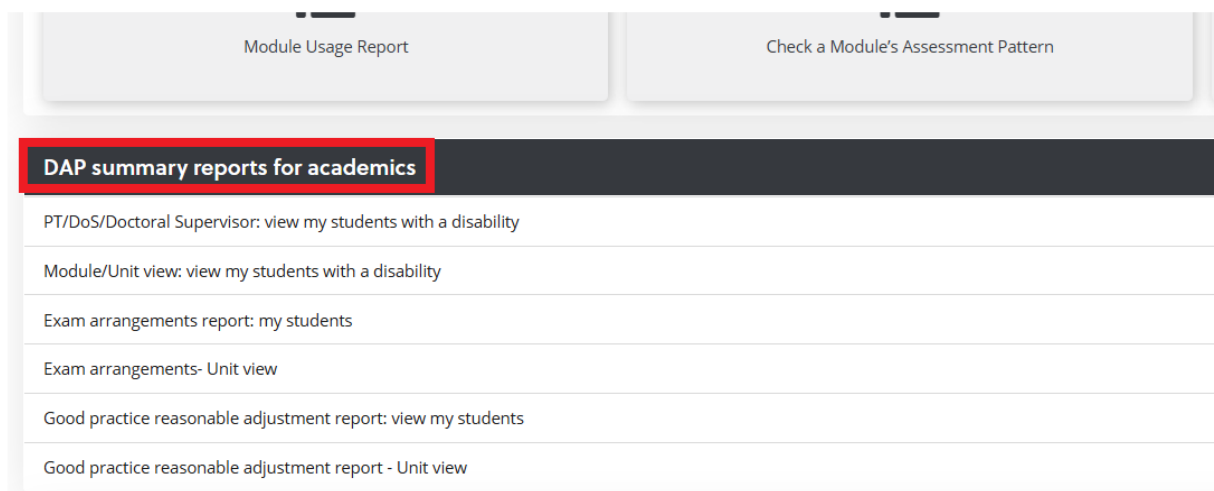 Module Usage Report
Check a Module’s Assessment Pattern
DAP summary reports for academics
PT/DoS/Doctoral Supervisor: view my students with a disability
Module/Unit view: view my students with a disability
Exam arrangements report: my students
Exam arrangements- Unit view
Good practice reasonable adjustment report: view my students
Good practice reasonable adjustment report - Unit view